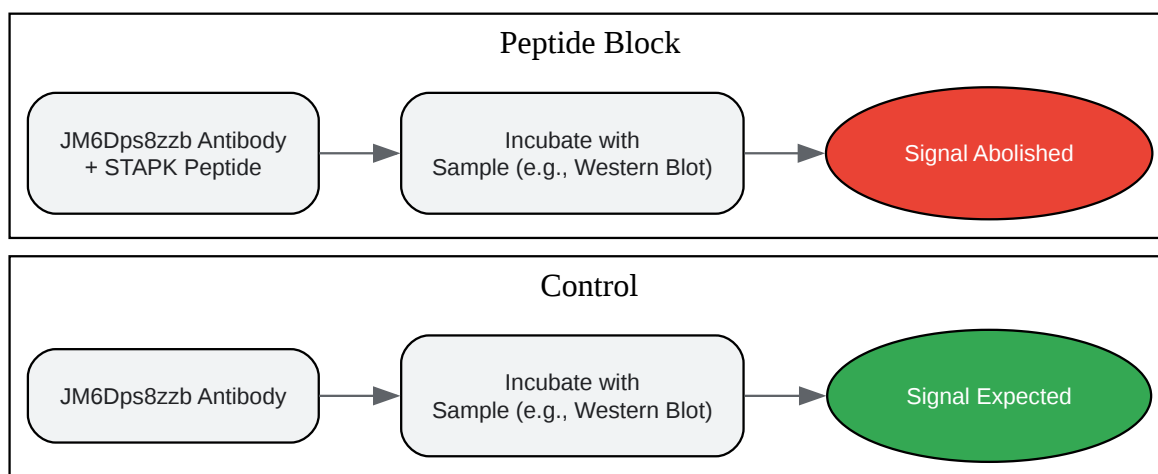 Peptide Block
JM6Dps8zzb Antibody
+ STAPK Peptide
Incubate with
Sample (e.g., Western Blot)
Signal Abolished
Control
JM6Dps8zzb Antibody
Incubate with
Sample (e.g., Western Blot)
Signal Expected